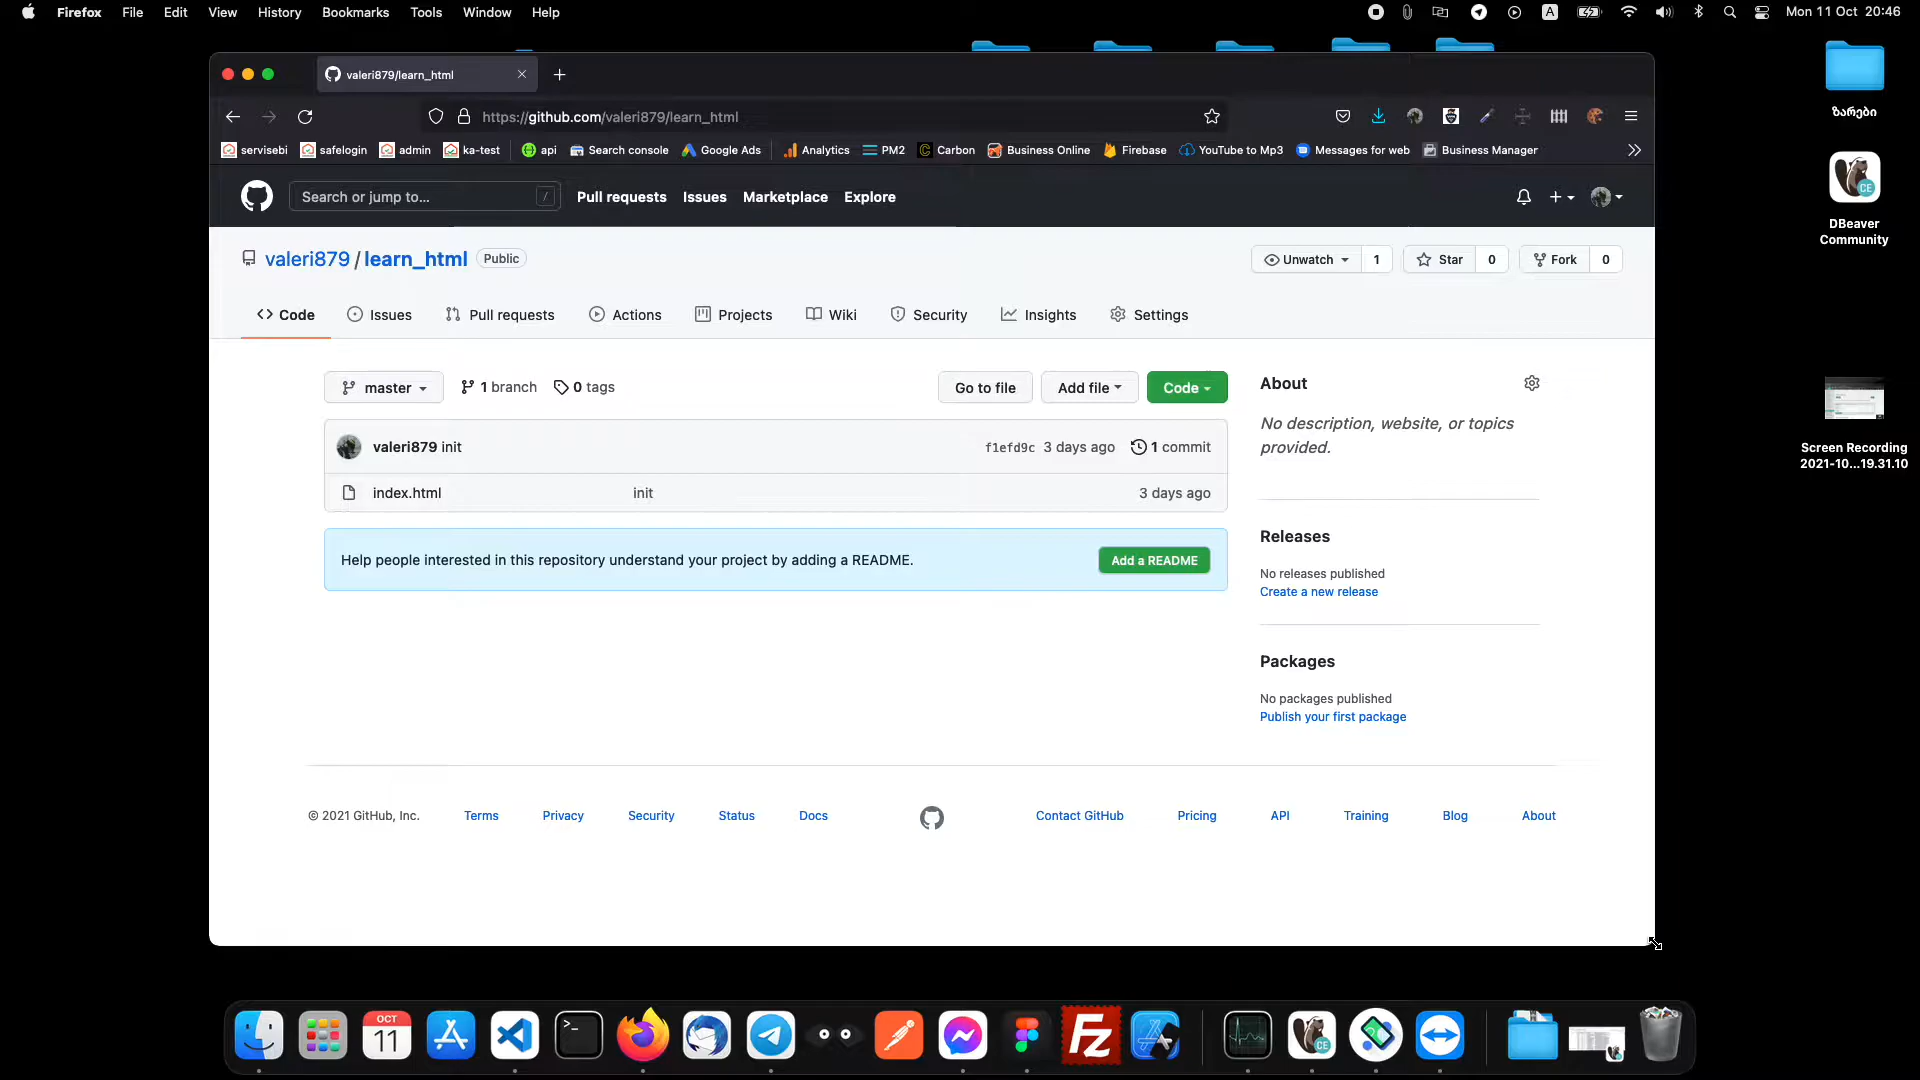 Firefox File Edit View History Bookmarks Tools Window Help A Mon 11 Oct 20:46
valeri879/learn_html
https://github.com/valeri879/learn_html
servisebi safelogin admin ka-test api Search console Google Ads Analytics PM2 Carbon Business Online Firebase YouTube to Mp3 Messages for web Business Manager
Search or jump to... / Pull requests Issues Marketplace Explore
valeri879 / learn_html Public Unwatch 1 Star 0 Fork 0
Code Issues Pull requests Actions Projects Wiki Security Insights Settings
master 1 branch 0 tags Go to file Add file Code
valeri879 init f1efd9c 3 days ago 1 commit
index.html init 3 days ago
Help people interested in this repository understand your project by adding a README. Add a README
About
No description, website, or topics
provided.
Releases
No releases published
Create a new release
Packages
No packages published
Publish your first package
© 2021 GitHub, Inc. Terms Privacy Security Status Docs Contact GitHub Pricing API Training Blog About
ზარები
CE
DBeaver
Community
Screen Recording
2021-10...19.31.10
OCT
11
>_
FZ
CE